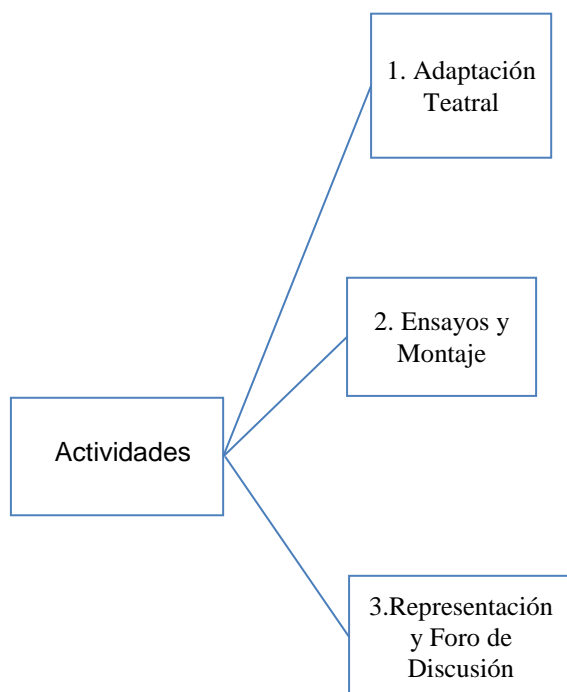 1. Adaptación
Teatral
2. Ensayos y
Montaje
Actividades
3.Representación
y Foro de
Discusión